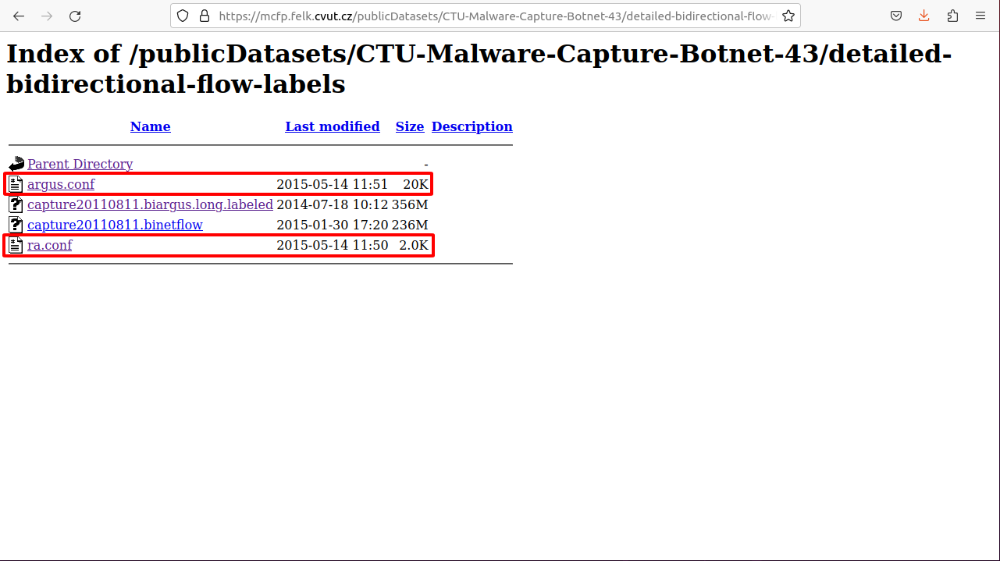 https://mcfp.felk.cvut.cz/publicDatasets/CTU-Malware-Capture-Botnet-43/detailed-bidirectional-flow-
Index of /publicDatasets/CTU-Malware-Capture-Botnet-43/detailed-
bidirectional-flow-labels
Name Last modified Size Description
Parent Directory -
argus.conf 2015-05-14 11:51 20K
capture20110811.biargus.long.labeled 2014-07-18 10:12 356M
capture20110811.binetflow 2015-01-30 17:20 236M
ra.conf 2015-05-14 11:50 2.0K